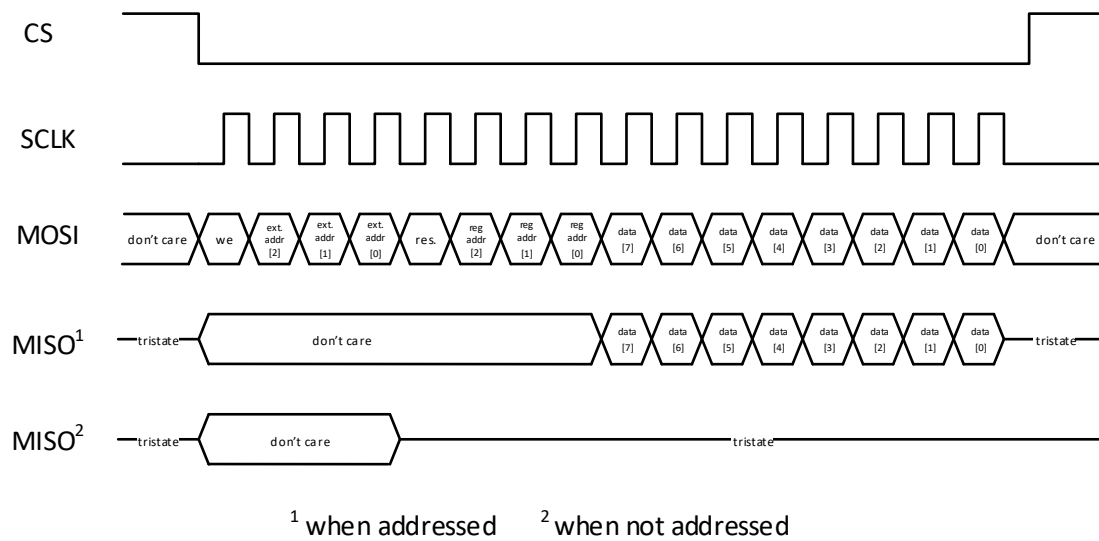 CS
SCLK
MOSI
don't care
we
ext. addr [2]
ext. addr [1]
ext. addr [0]
res.
reg addr [2]
reg addr [1]
reg addr [0]
data [7]
data [6]
data [5]
data [4]
data [3]
data [2]
data [1]
data [0]
don't care
MISO¹
tristate
don't care
data [7]
data [6]
data [5]
data [4]
data [3]
data [2]
data [1]
data [0]
tristate
MISO²
tristate
don't care
tristate
¹ when addressed ² when not addressed